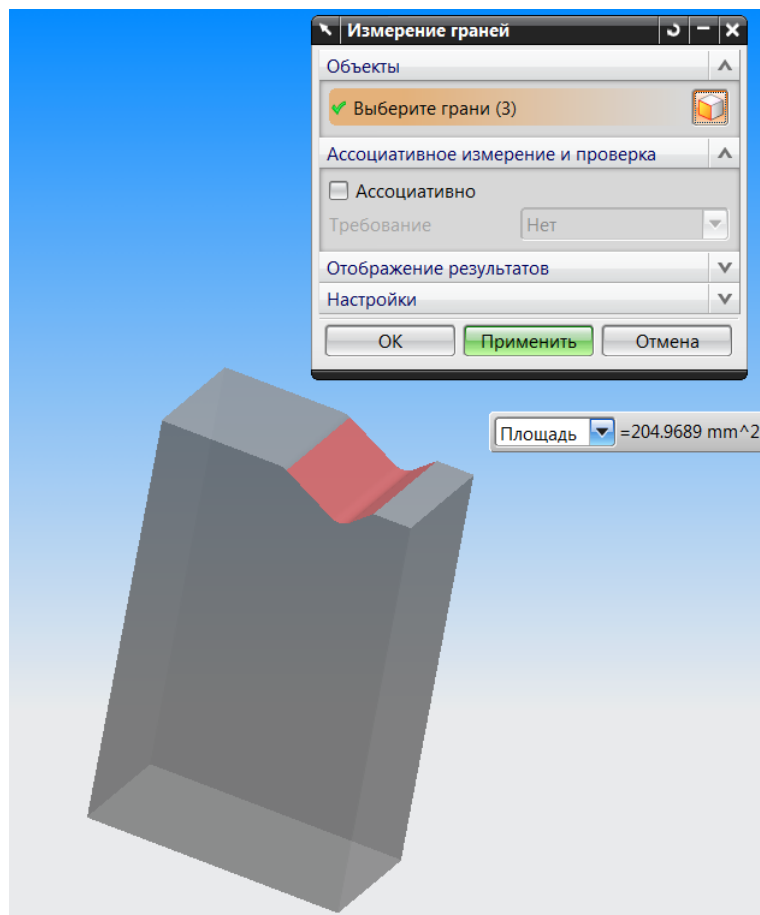 Измерение граней
Объекты
Выберите грани (3)
Ассоциативное измерение и проверка
Ассоциативно
Требование Нет
Отображение результатов
Настройки
ОК Применить Отмена
Площадь =204.9689 mm^2